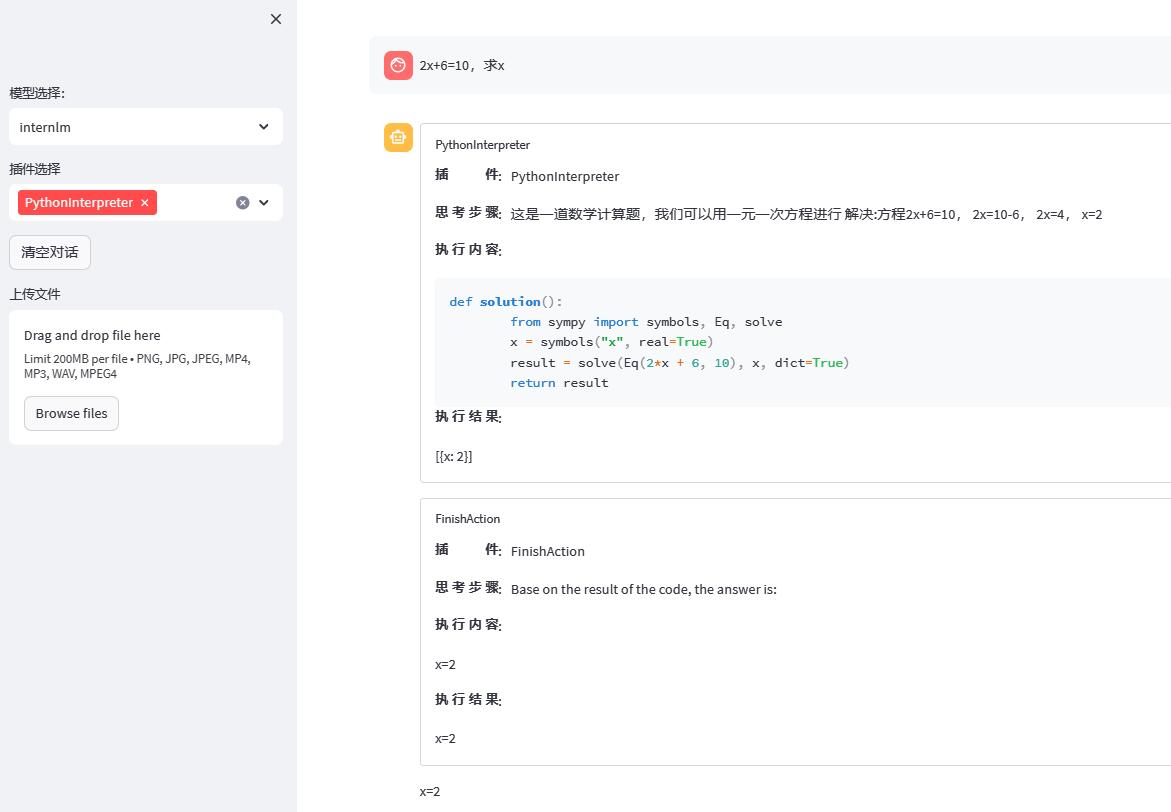 模型选择:
internlm
插件选择
PythonInterpreter ×
清空对话
上传文件
Drag and drop file here
Limit 200MB per file • PNG, JPG, JPEG, MP4,
MP3, WAV, MPEG4
Browse files
2x+6=10，求x
PythonInterpreter
插 件: PythonInterpreter
思考步骤: 这是一道数学计算题，我们可以用一元一次方程进行 解决:方程2x+6=10， 2x=10-6， 2x=4， x=2
执行内容:
def solution():
from sympy import symbols, Eq, solve
x = symbols("x", real=True)
result = solve(Eq(2*x + 6, 10), x, dict=True)
return result
执行结果:
[[{x: 2}]]
FinishAction
插 件: FinishAction
思考步骤: Base on the result of the code, the answer is:
执行内容:
x=2
执行结果:
x=2
x=2